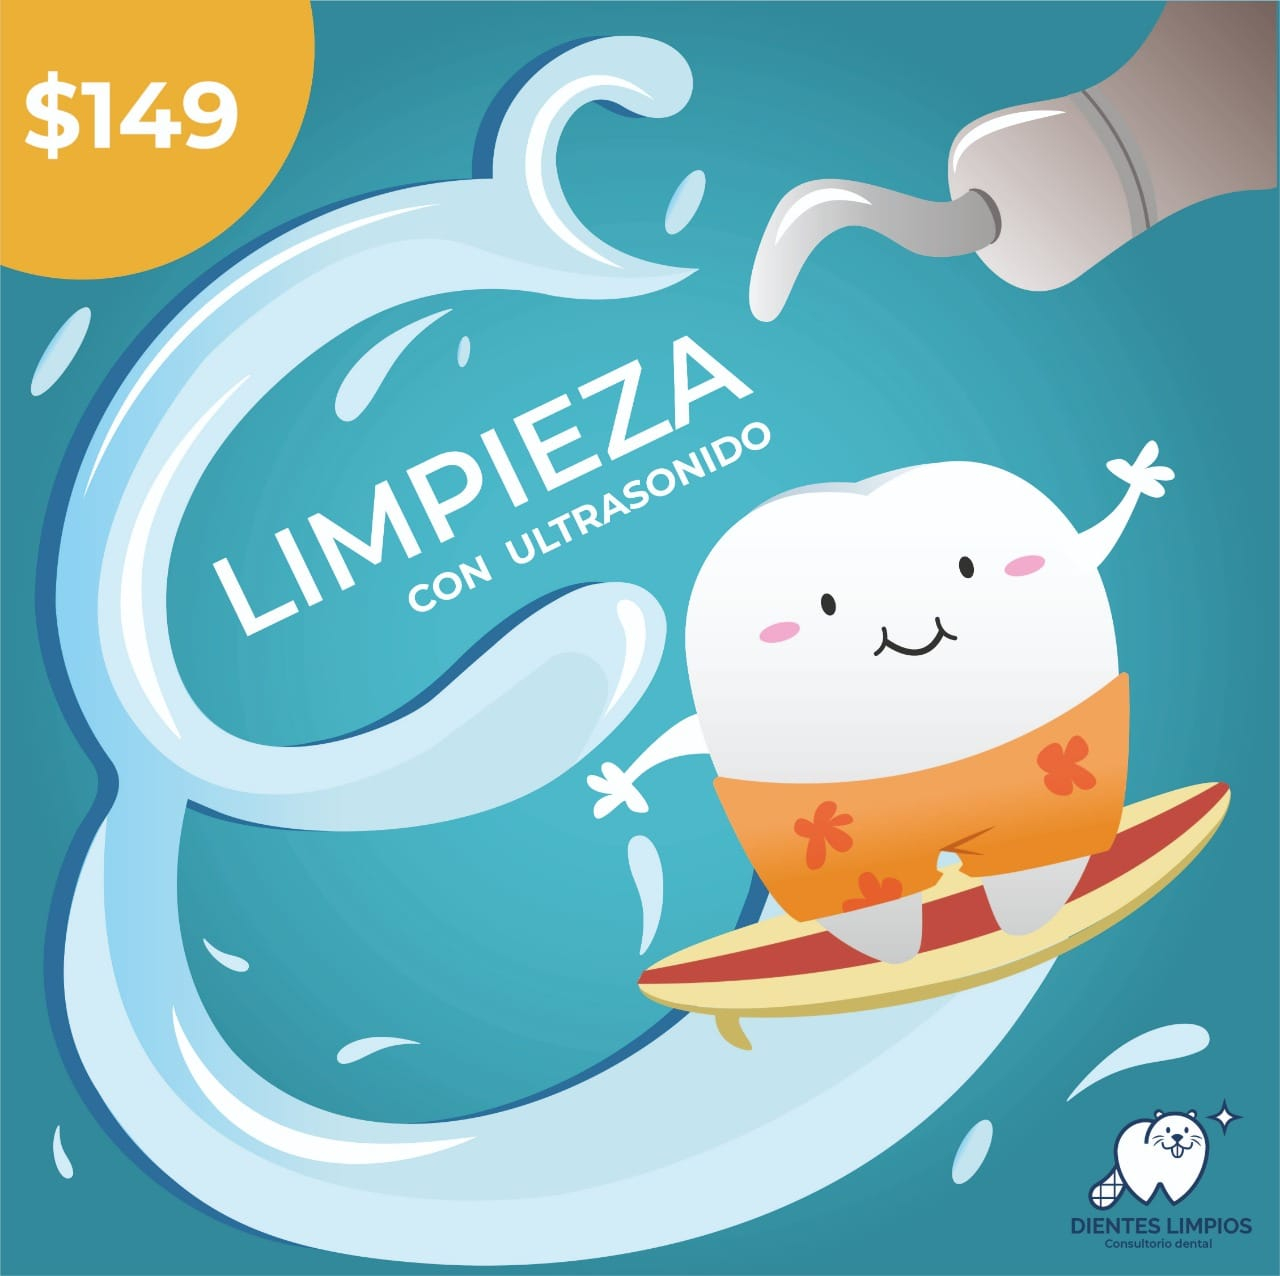 $149
LIMPIEZA
CON ULTRASONIDO
DIENTES LIMPIOS
Consultorio dental